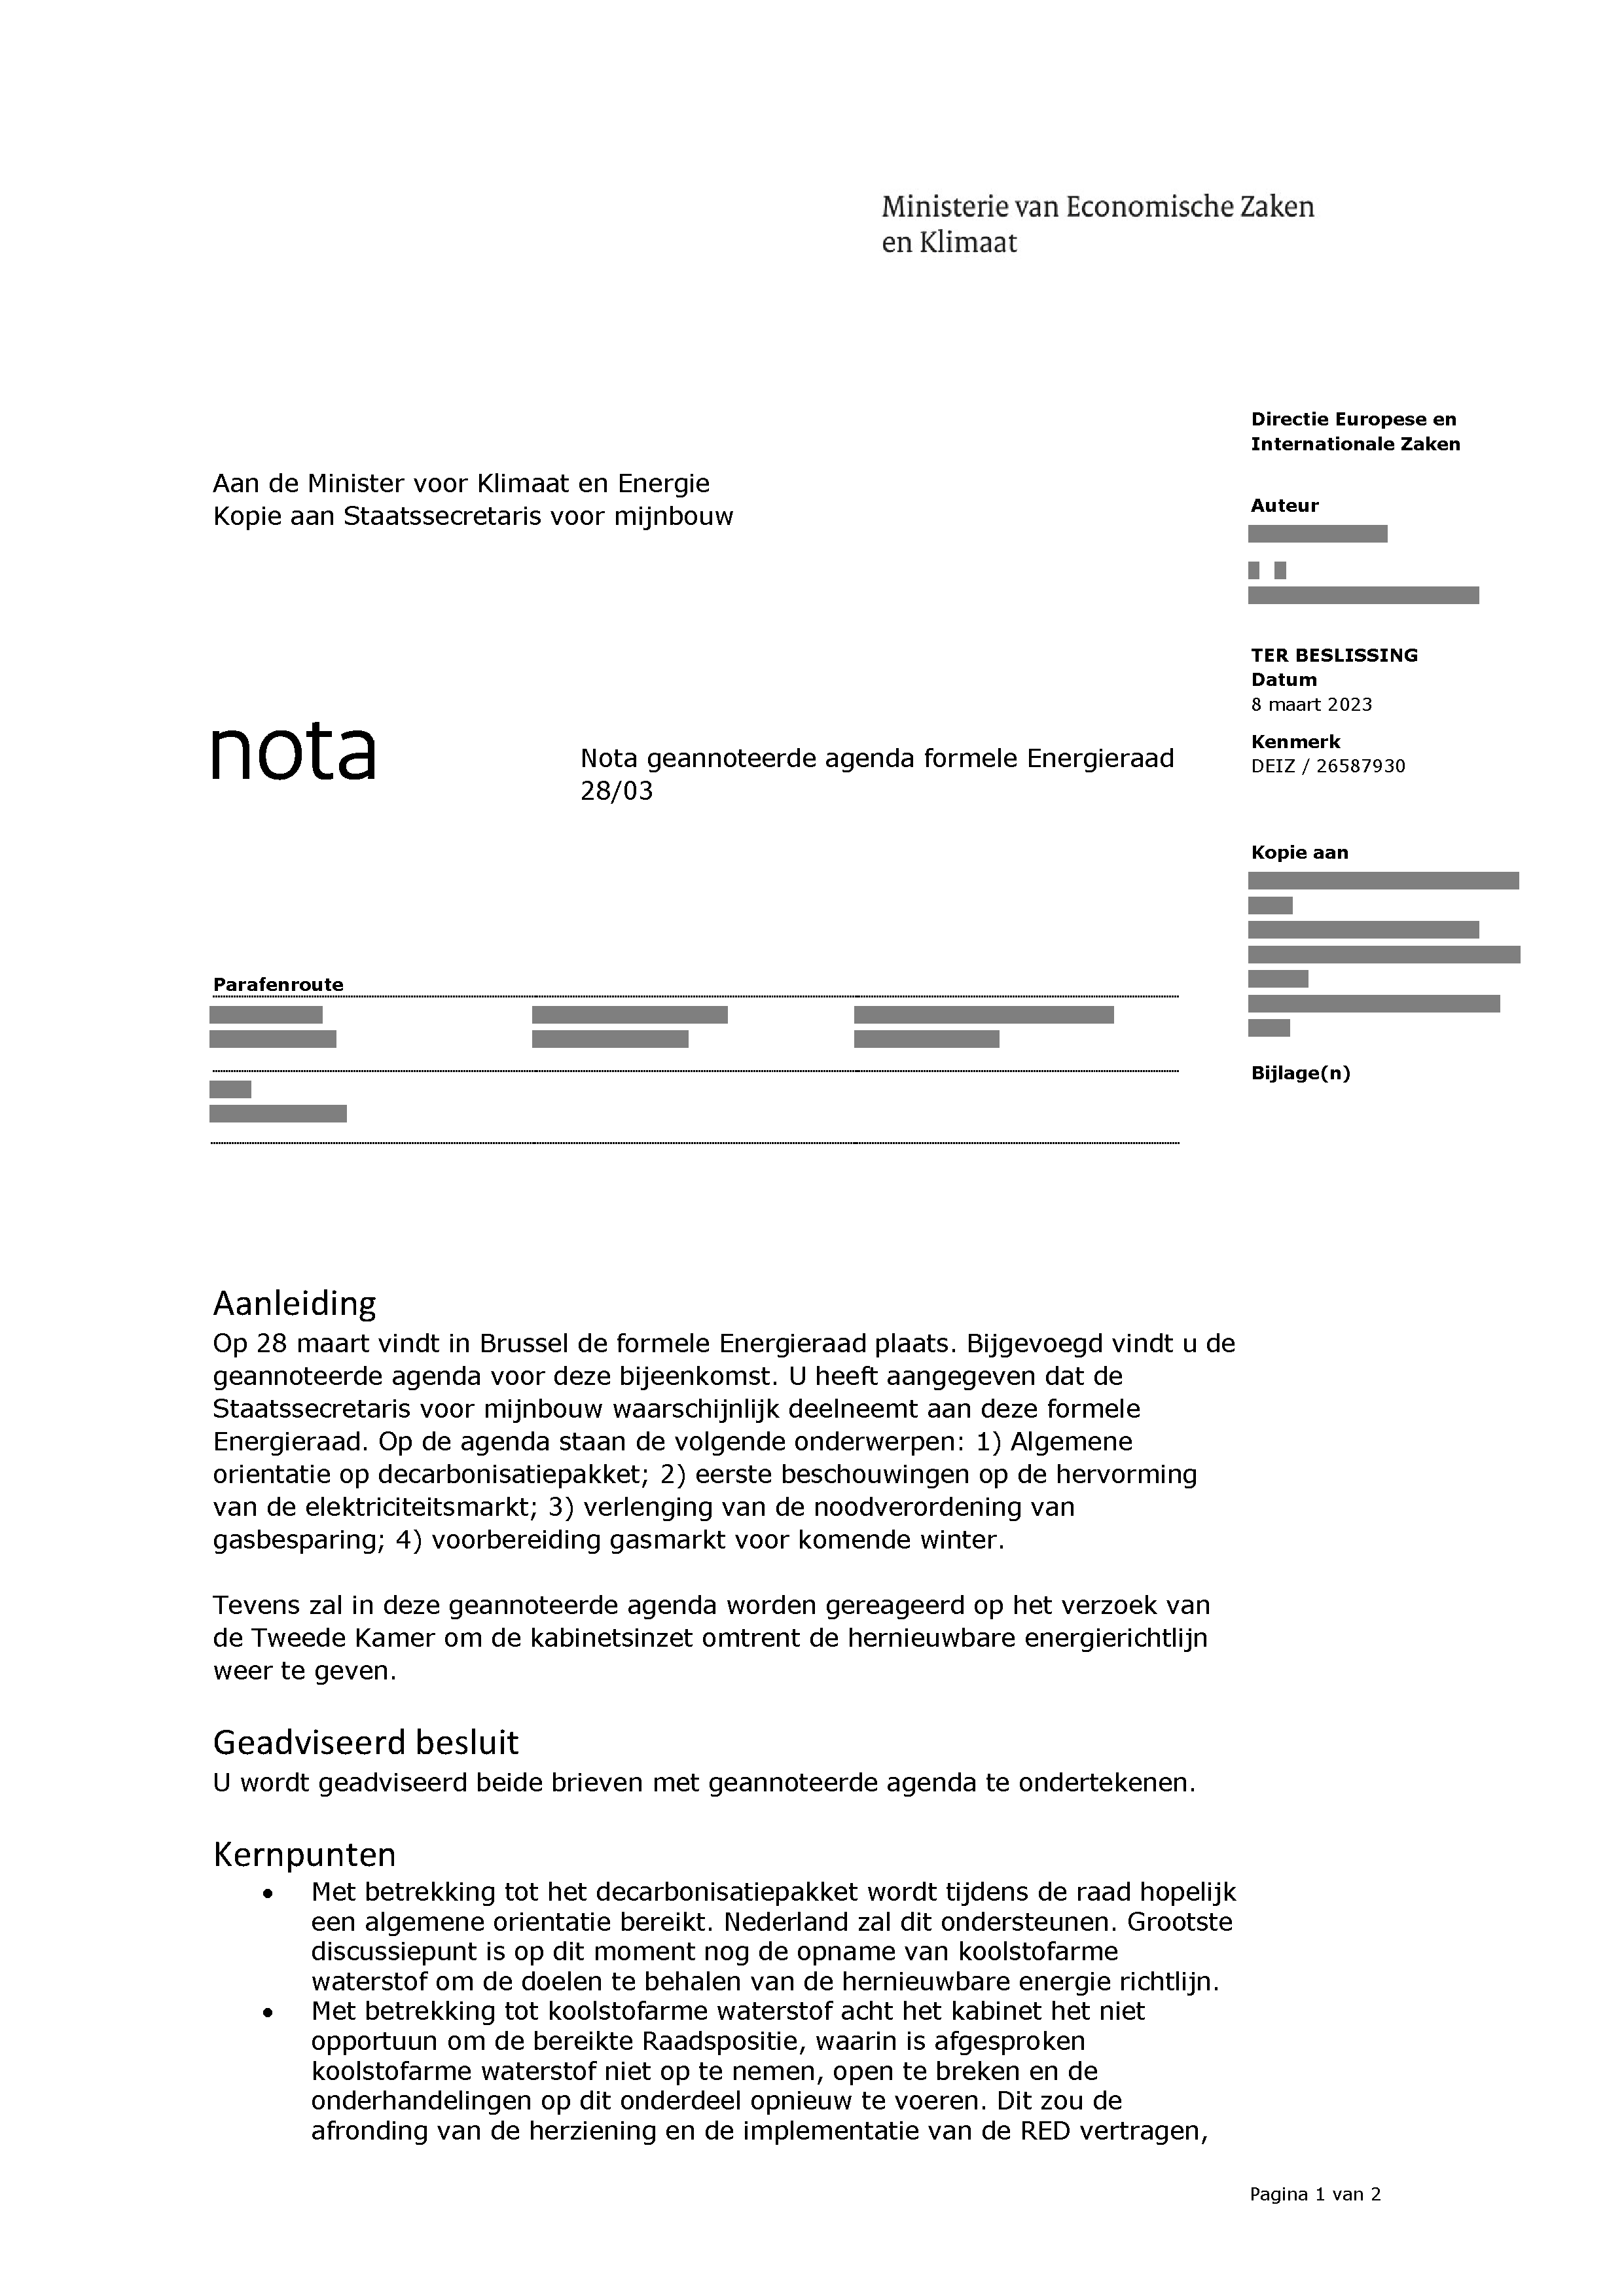 Ministerie van Economische Zaken
en Klimaat
Directie Europese en
Internationale Zaken
Aan de Minister voor Klimaat en Energie
Kopie aan Staatssecretaris voor mijnbouw
Auteur
TER BESLISSING
Datum
8 maart 2023
Kenmerk
DEIZ / 26587930
nota
Nota geannoteerde agenda formele Energieraad
28/03
Kopie aan
Bijlage(n)
Parafenroute
Aanleiding
Op 28 maart vindt in Brussel de formele Energieraad plaats. Bijgevoegd vindt u de
geannoteerde agenda voor deze bijeenkomst. U heeft aangegeven dat de
Staatssecretaris voor mijnbouw waarschijnlijk deelneemt aan deze formele
Energieraad. Op de agenda staan de volgende onderwerpen: 1) Algemene
orientatie op decarbonisatiepakket; 2) eerste beschouwingen op de hervorming
van de elektriciteitsmarkt; 3) verlenging van de noodverordening van
gasbesparing; 4) voorbereiding gasmarkt voor komende winter.
Tevens zal in deze geannoteerde agenda worden gereageerd op het verzoek van
de Tweede Kamer om de kabinetsinzet omtrent de hernieuwbare energierichtlijn
weer te geven.
Geadviseerd besluit
U wordt geadviseerd beide brieven met geannoteerde agenda te ondertekenen.
Kernpunten
• Met betrekking tot het decarbonisatiepakket wordt tijdens de raad hopelijk
een algemene orientatie bereikt. Nederland zal dit ondersteunen. Grootste
discussiepunt is op dit moment nog de opname van koolstofarme
waterstof om de doelen te behalen van de hernieuwbare energie richtlijn.
• Met betrekking tot koolstofarme waterstof acht het kabinet het niet
opportuun om de bereikte Raadspositie, waarin is afgesproken
koolstofarme waterstof niet op te nemen, open te breken en de
onderhandelingen op dit onderdeel opnieuw te voeren. Dit zou de
afronding van de herziening en de implementatie van de RED vertragen,
Pagina 1 van 2